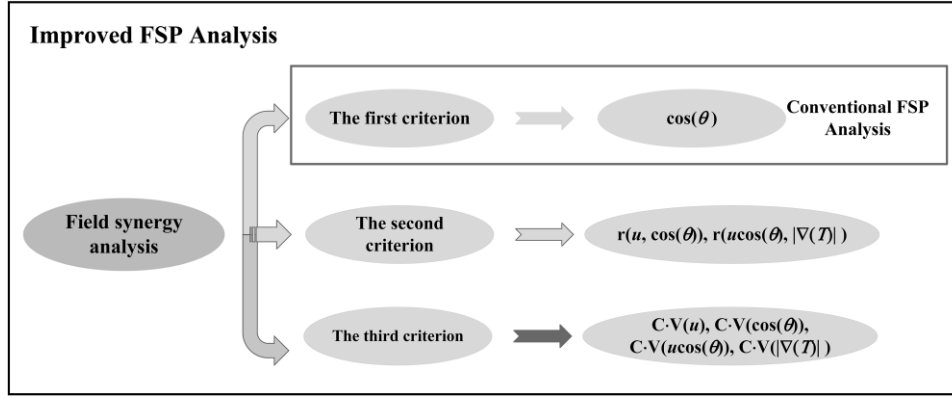 Improved FSP Analysis
The first criterion
cos(θ)
Conventional FSP
Analysis
Field synergy
analysis
The second
criterion
r(u, cos(θ)), r(ucos(θ), |∇(T)| )
The third criterion
C·V(u), C·V(cos(θ)),
C·V(ucos(θ)), C·V(|∇(T)| )